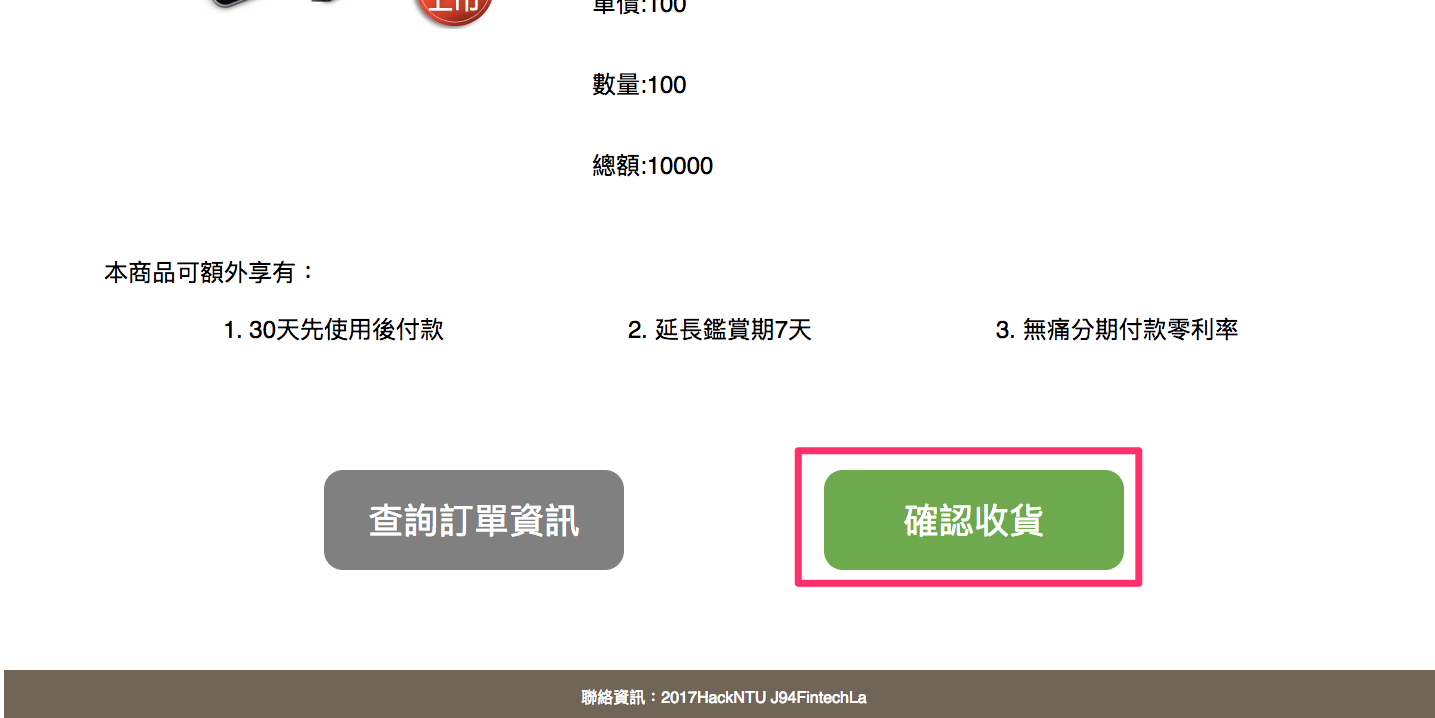 上市
單價:100
數量:100
總額:10000
本商品可額外享有：
1. 30天先使用後付款
2. 延長鑑賞期7天
3. 無痛分期付款零利率
查詢訂單資訊
確認收貨
聯絡資訊：2017HackNTU J94FintechLa